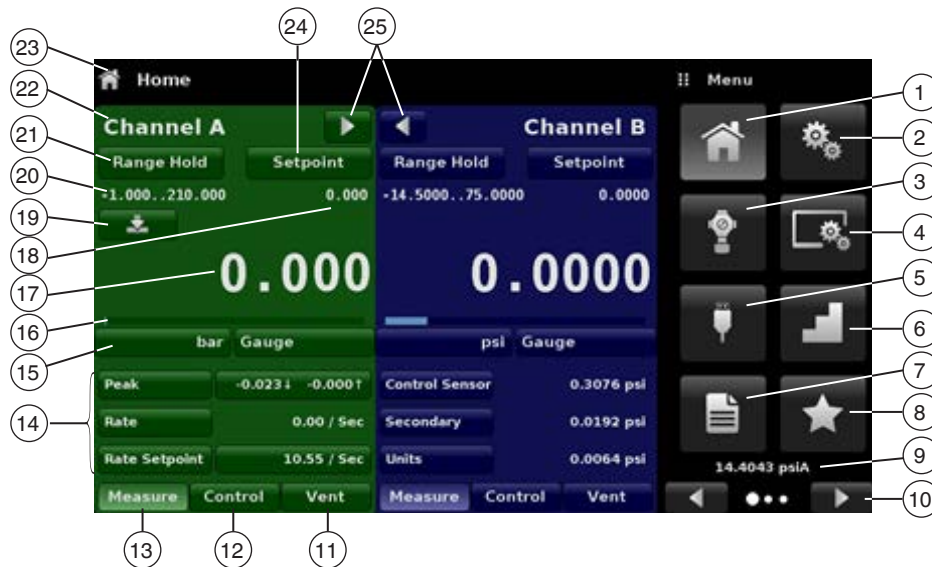 24 25
23
Home
Menu
22
Channel A
Channel B
1
2
21
Range Hold Setpoint
Range Hold Setpoint
20
-1.000..210.000 0.000
-14.5000..75.0000 0.0000
3
19
4
18
0.000
0.0000
17
5
16
6
15
bar Gauge
psi Gauge
14
Peak -0.023↓ -0.000↑
Rate 0.00 / Sec
Rate Setpoint 10.55 / Sec
Control Sensor 0.3076 psi
Secondary 0.0192 psi
Units 0.0064 psi
7
8
9
14.4043 psiA
10
Measure Control Vent
Measure Control Vent
13 12 11